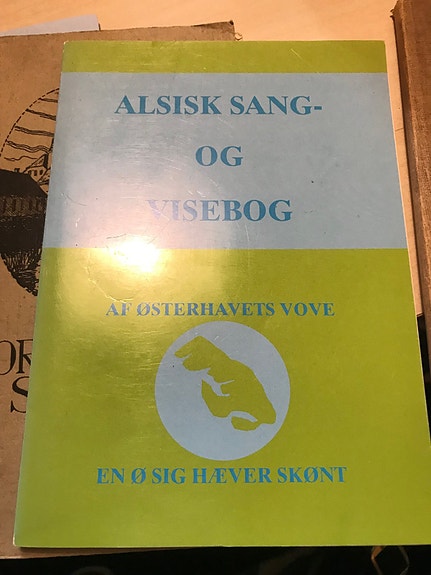 ALSISK SANG-
OG
VISEBOG
AF ØSTERHAVETS VOVE
EN Ø SIG HÆVER SKØNT